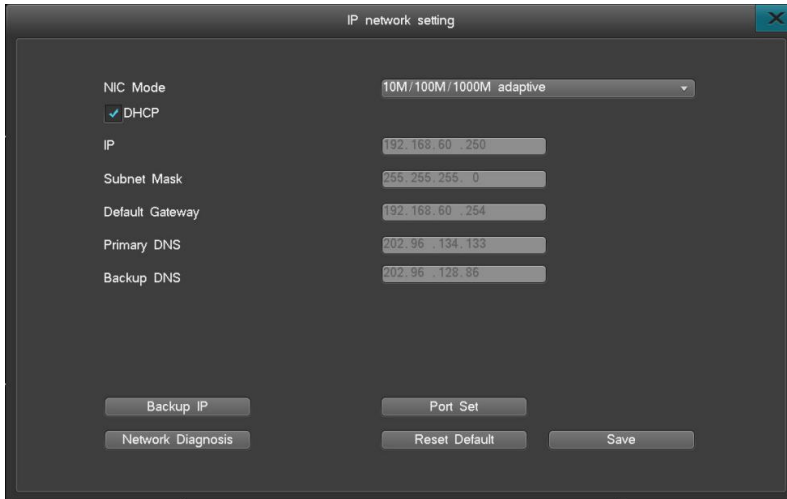 IP network setting
NIC Mode 10M/100M/1000M adaptive
DHCP
IP 192.168.60 .250
Subnet Mask 255.255.255. 0
Default Gateway 192.168.60 .254
Primary DNS 202.96 .134.133
Backup DNS 202.96 .128.86
Backup IP Port Set
Network Diagnosis Reset Default Save